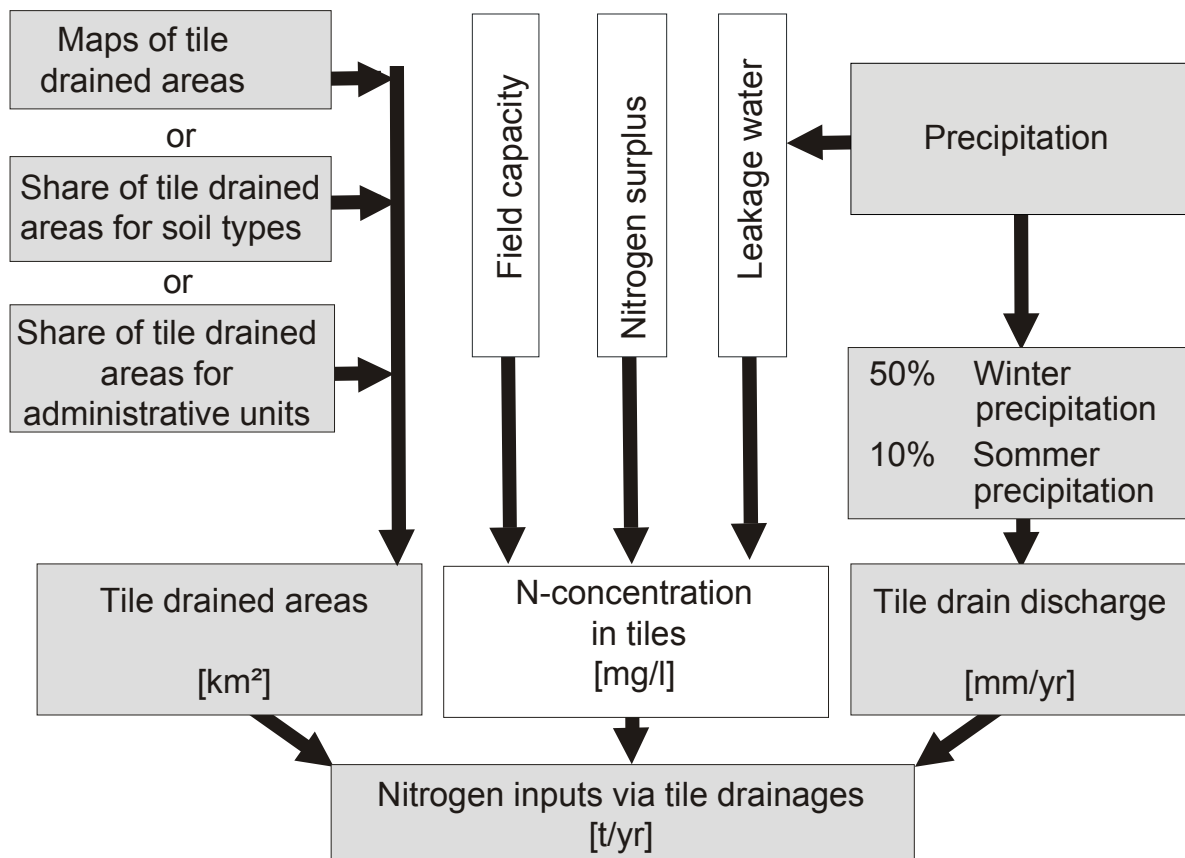 Maps of tile
drained areas
or
Share of tile drained
areas for soil types
or
Share of tile drained
areas for
administrative units
Field capacity
Nitrogen surplus
Leakage water
Precipitation
50% Winter
precipitation
10% Sommer
precipitation
Tile drained areas
[km²]
N-concentration
in tiles
[mg/l]
Tile drain discharge
[mm/yr]
Nitrogen inputs via tile drainages
[t/yr]